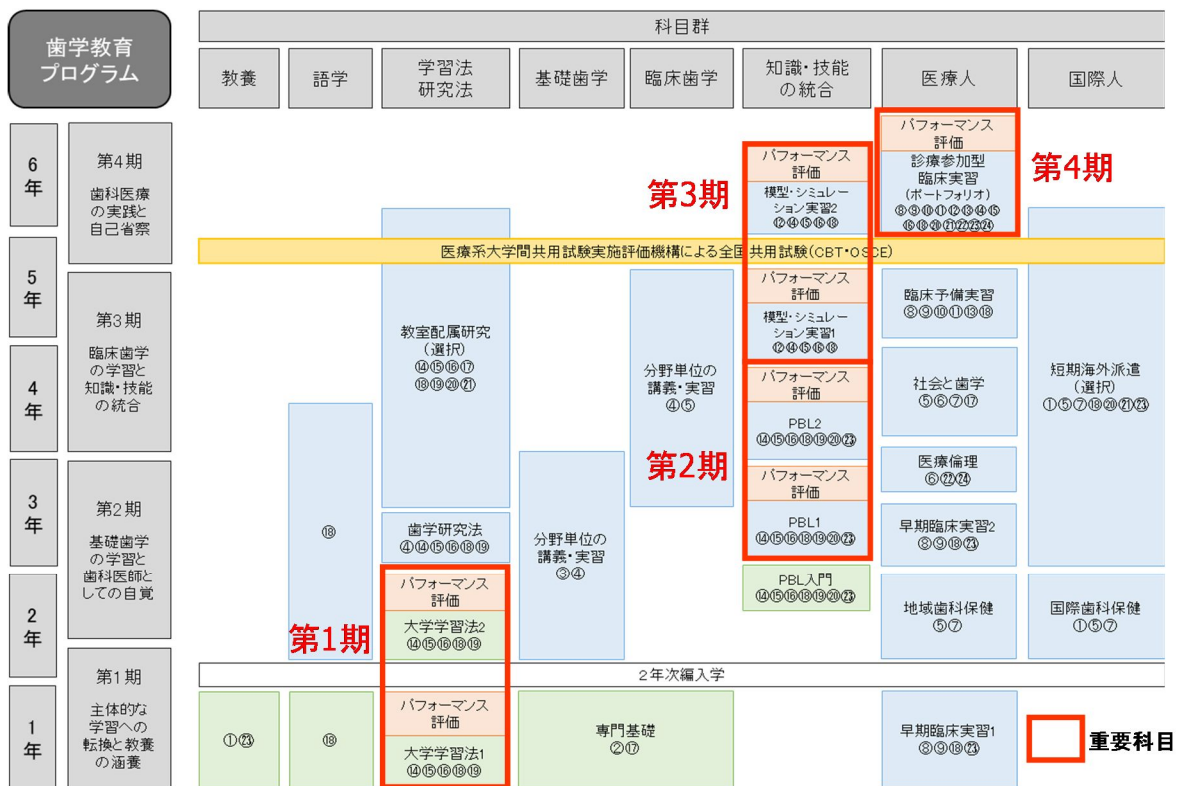 歯学教育
プログラム
科目群
教養
語学
学習法
研究法
基礎歯学
臨床歯学
知識・技能
の統合
医療人
国際人
6
年
5
年
4
年
3
年
2
年
1
年
第4期
歯科医療
の実践と
自己省察
第3期
臨床歯学
の学習と
知識・技能
の統合
第2期
基礎歯学
の学習と
歯科医師と
しての自覚
第1期
主体的な
学習への
転換と教養
の涵養
パフォーマンス
評価
診療参加型
臨床実習
(ポートフォリオ)
⑧⑨⑩⑪⑫⑬⑭⑮
⑯⑱⑳㉑㉒㉓㉔
第4期
第3期
パフォーマンス
評価
模型・シミュレー
ション実習2
⑫⑭⑮⑯⑱
医療系大学間共用試験実施評価機構による全国共用試験(CBT・OSCE)
パフォーマンス
評価
模型・シミュレー
ション実習1
⑫⑭⑮⑯⑱
臨床予備実習
⑧⑨⑩⑪⑬⑱
教室配属研究
(選択)
⑭⑮⑯⑰
⑱⑲⑳㉑
分野単位の
講義・実習
④⑤
パフォーマンス
評価
PBL2
⑭⑮⑯⑱⑲⑳㉓
社会と歯学
⑤⑥⑦⑰
短期海外派遣
(選択)
①⑤⑦⑱⑳㉑㉓
第2期
パフォーマンス
評価
PBL1
⑭⑮⑯⑱⑲⑳㉓
医療倫理
⑥㉒㉔
早期臨床実習2
⑧⑨⑱㉓
⑱
歯学研究法
④⑭⑮⑯⑱⑲
分野単位の
講義・実習
③④
PBL入門
⑭⑮⑯⑱⑲⑳㉓
地域歯科保健
⑤⑦
国際歯科保健
①⑤⑦
第1期
パフォーマンス
評価
大学学習法2
⑭⑮⑯⑱⑲
2年次編入学
①㉓
⑱
パフォーマンス
評価
大学学習法1
⑭⑮⑯⑱⑲
専門基礎
②⑰
早期臨床実習1
⑧⑨⑱㉓
重要科目